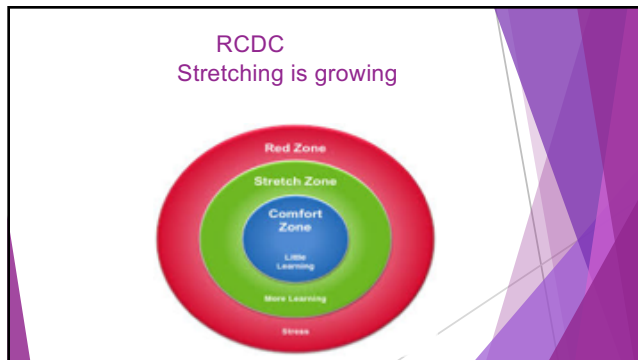 RCDC
Stretching is growing
Red Zone
Stretch Zone
Comfort
Zone
Little
Learning
More Learning
Stress